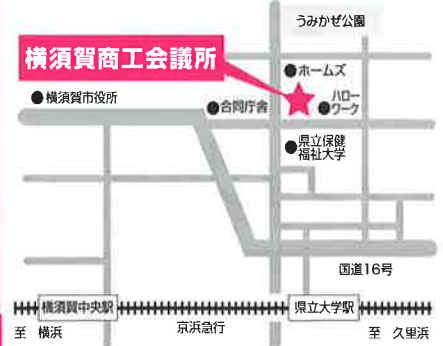 うみかぜ公園
横須賀商工会議所
●ホームズ
●横須賀市役所
●合同庁舎
●ハロー
ワーク
●県立保健
福祉大学
国道16号
横須賀中央駅
県立大学駅
至 横浜
京浜急行
至 久里浜